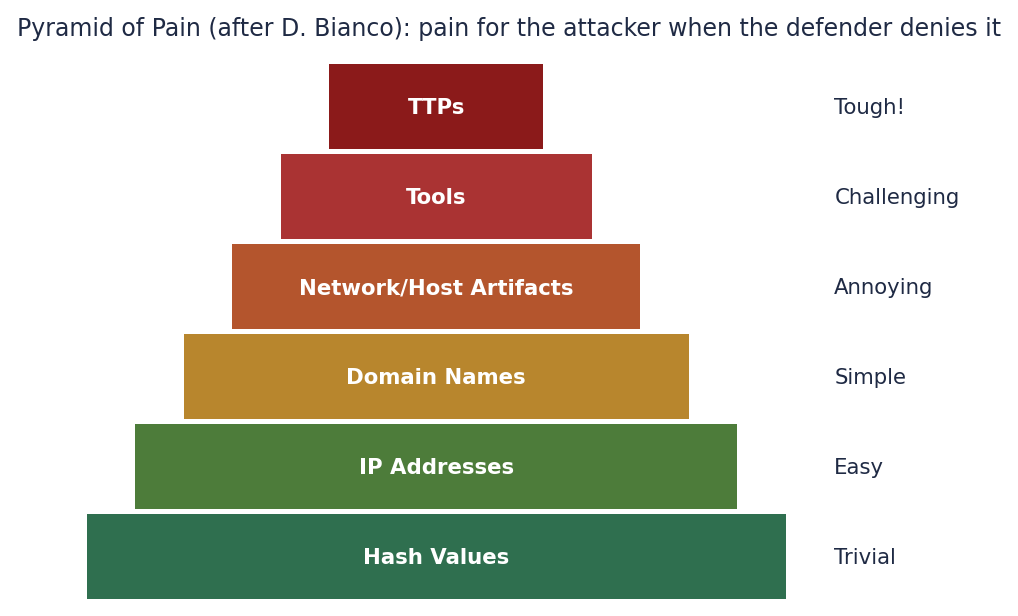 Pyramid of Pain (after D. Bianco): pain for the attacker when the defender denies it
TTPs Tough!
Tools Challenging
Network/Host Artifacts Annoying
Domain Names Simple
IP Addresses Easy
Hash Values Trivial